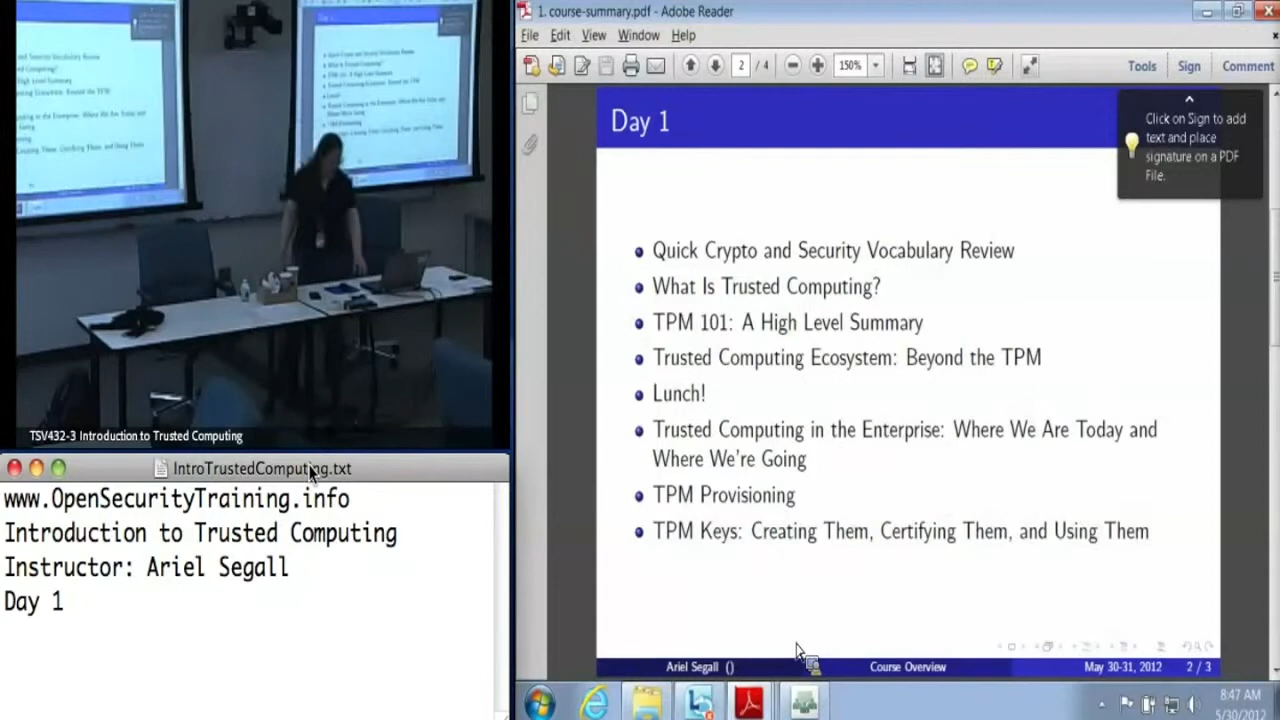 1. course-summary.pdf - Adobe Reader
File Edit View Window Help
2 / 4 150% Tools Sign Comment
Day 1
Click on Sign to add
text and place
signature on a PDF
File.
Quick Crypto and Security Vocabulary Review
What Is Trusted Computing?
TPM 101: A High Level Summary
Trusted Computing Ecosystem: Beyond the TPM
Lunch!
Trusted Computing in the Enterprise: Where We Are Today and
Where We're Going
TPM Provisioning
TPM Keys: Creating Them, Certifying Them, and Using Them
Ariel Segall () Course Overview May 30-31, 2012 2 / 3
8:47 AM
5/30/2012
TSV432-3 Introduction to Trusted Computing
IntroTrustedComputing.txt
www.OpenSecurityTraining.info
Introduction to Trusted Computing
Instructor: Ariel Segall
Day 1